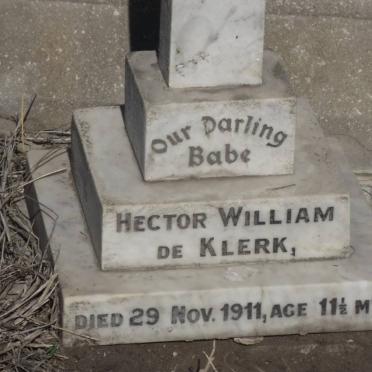 Our Darling
Babe
HECTOR WILLIAM
DE KLERK,
DIED 29 NOV. 1911, AGE 11½ M